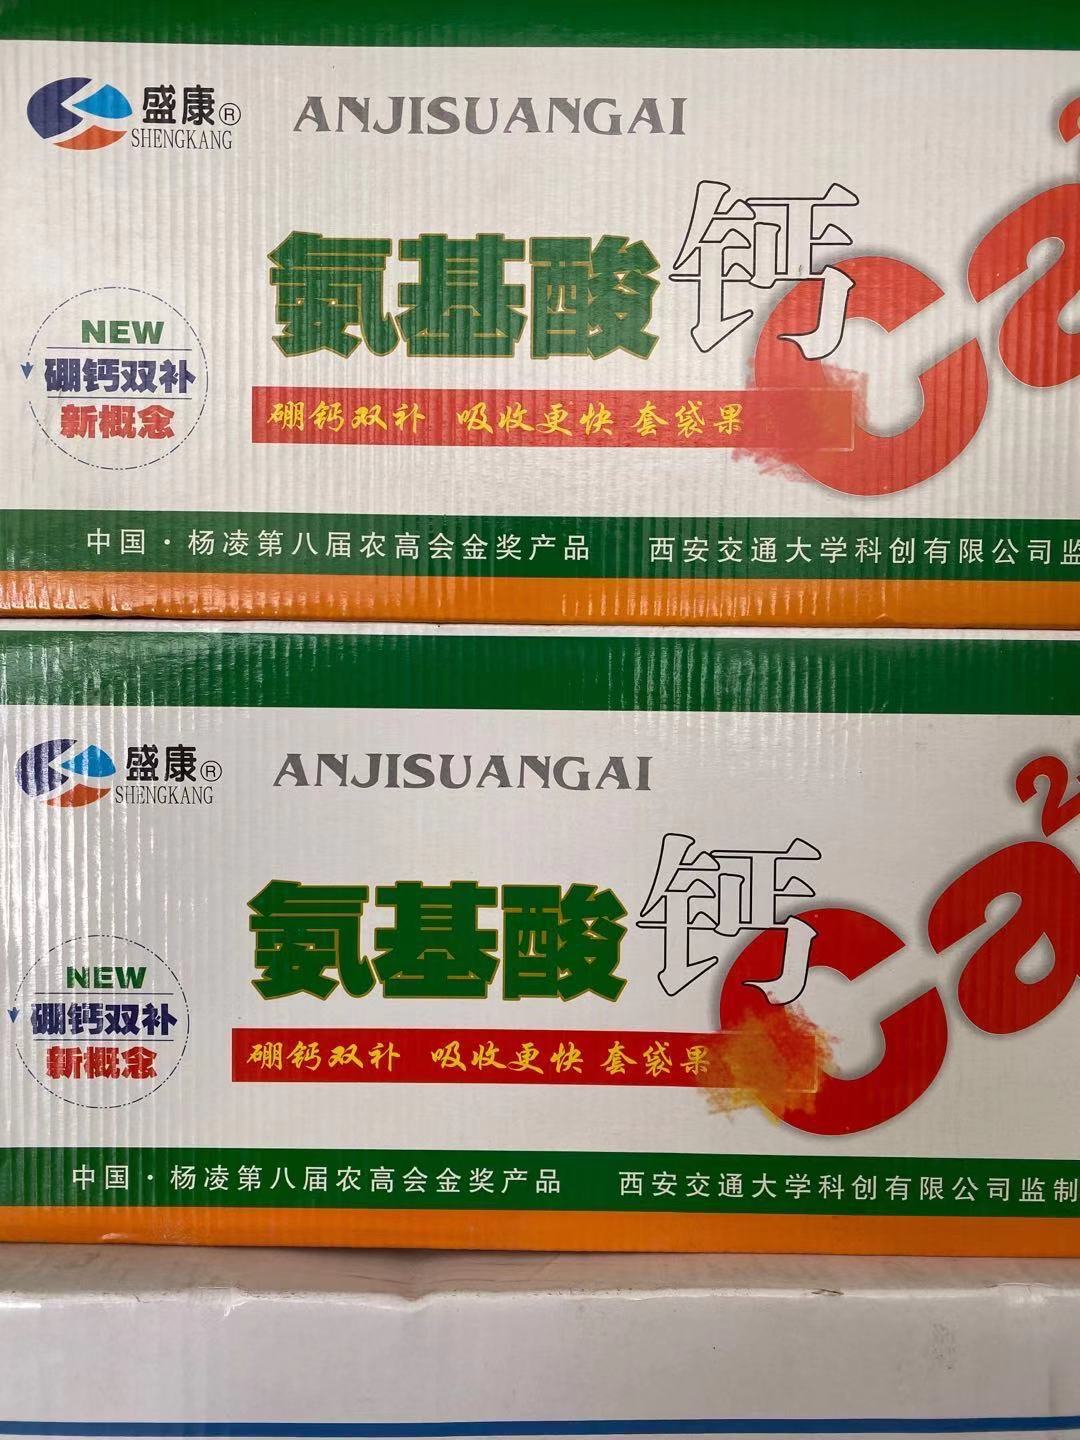 盛康®
SHENGKANG
ANJISUANGAI
氨基酸钙
Ca
NEW
硼钙双补
新概念
硼钙双补 吸收更快 套袋果
中国·杨凌第八届农高会金奖产品 西安交通大学科创有限公司监
盛康®
SHENGKANG
ANJISUANGAI
氨基酸钙
Ca2
NEW
硼钙双补
新概念
硼钙双补 吸收更快 套袋果
中国·杨凌第八届农高会金奖产品 西安交通大学科创有限公司监制